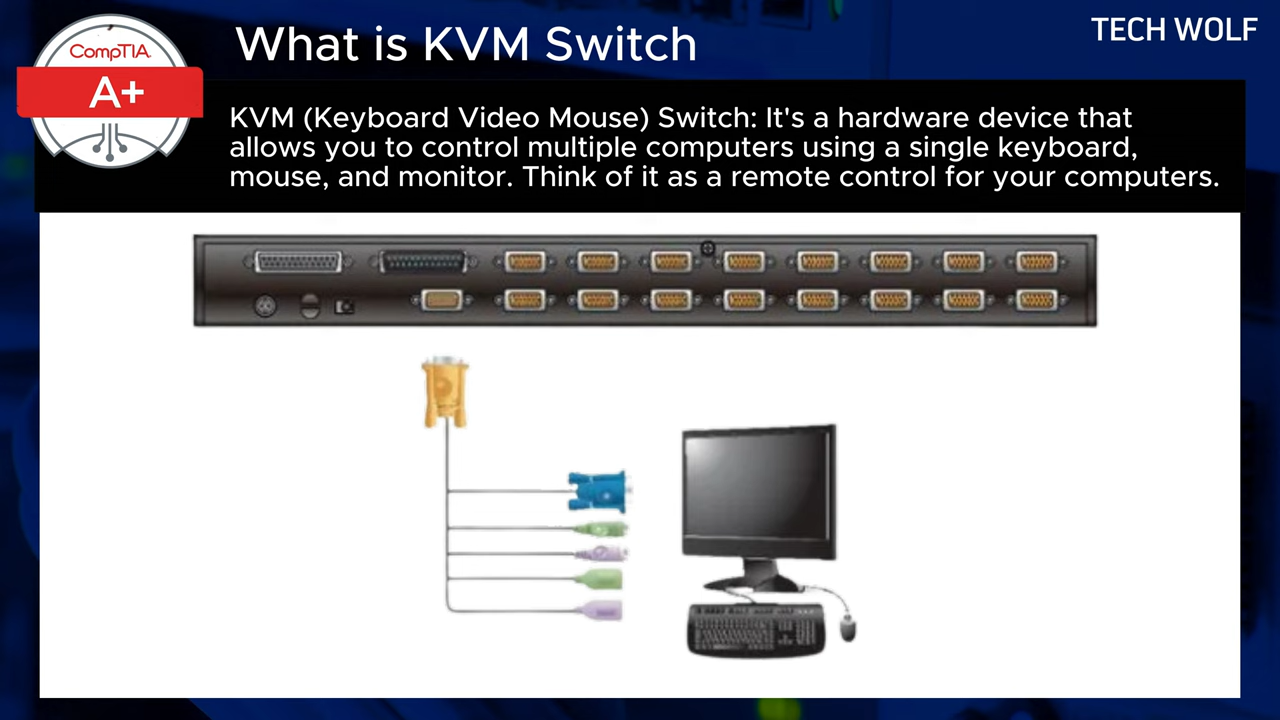 CompTIA.
A+
What is KVM Switch
TECH WOLF
KVM (Keyboard Video Mouse) Switch: It's a hardware device that
allows you to control multiple computers using a single keyboard,
mouse, and monitor. Think of it as a remote control for your computers.